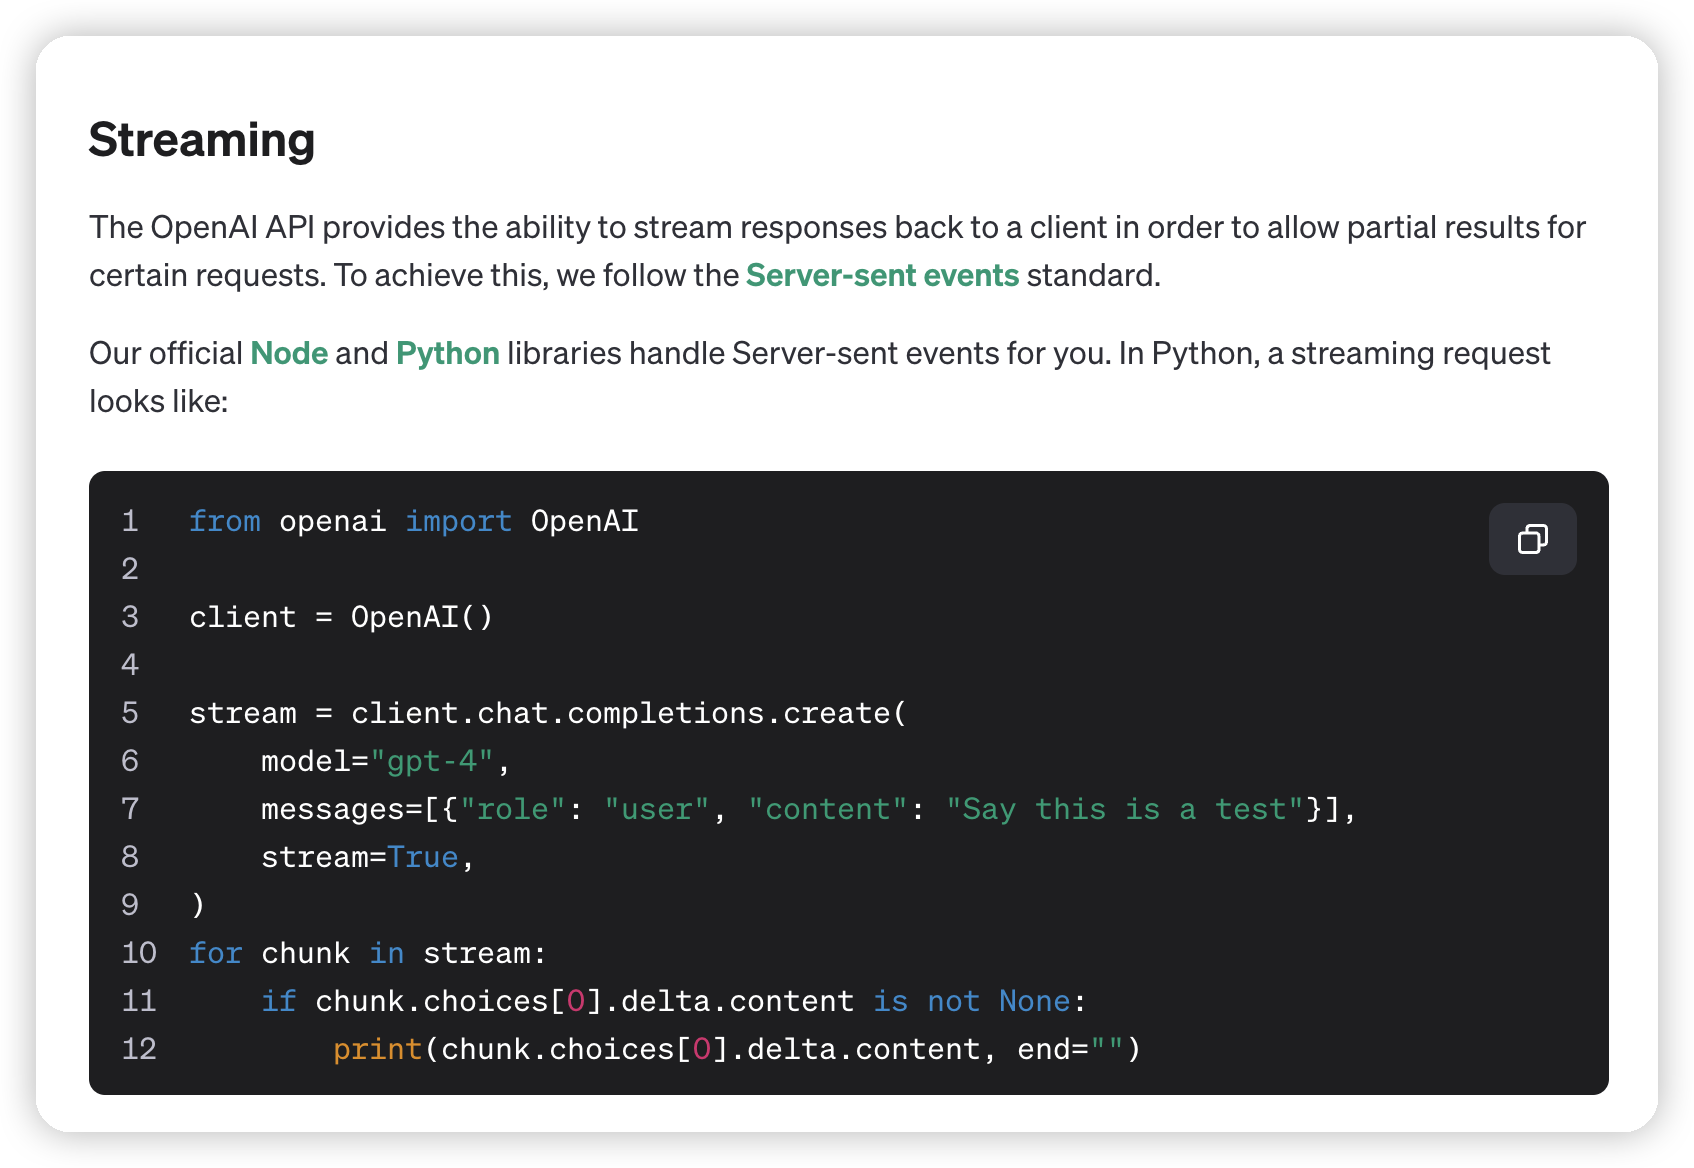 Streaming
The OpenAI API provides the ability to stream responses back to a client in order to allow partial results for
certain requests. To achieve this, we follow the Server-sent events standard.
Our official Node and Python libraries handle Server-sent events for you. In Python, a streaming request
looks like:
1 from openai import OpenAI
2
3 client = OpenAI()
4
5 stream = client.chat.completions.create(
6     model="gpt-4",
7     messages=[{"role": "user", "content": "Say this is a test"}],
8     stream=True,
9 )
10 for chunk in stream:
11     if chunk.choices[0].delta.content is not None:
12         print(chunk.choices[0].delta.content, end="")